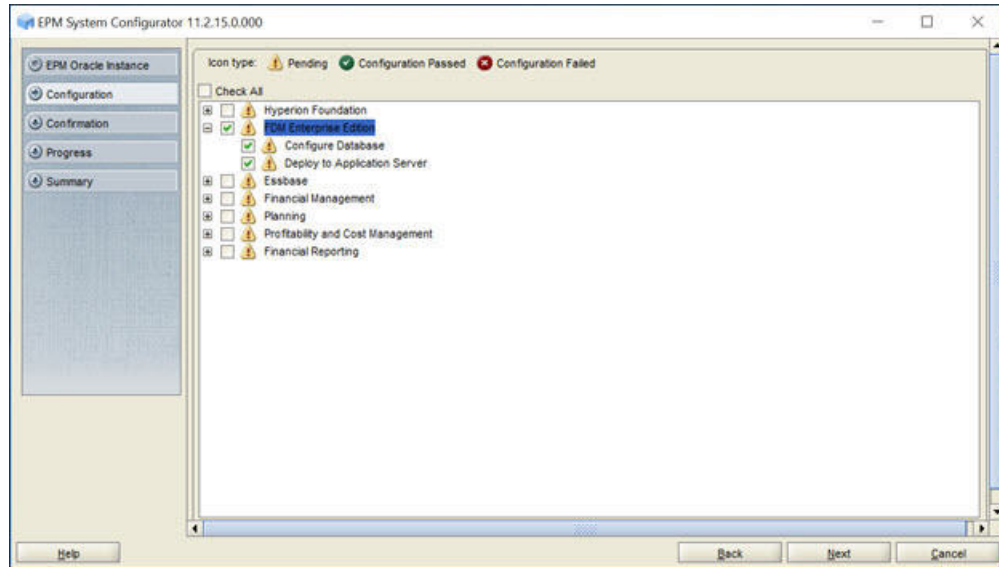 EPM System Configurator 11.2.15.0.000
EPM Oracle Instance
Configuration
Confirmation
Progress
Summary
Icon type: Pending Configuration Passed Configuration Failed
Check All
Hyperion Foundation
FDM Enterprise Edition
Configure Database
Deploy to Application Server
Essbase
Financial Management
Planning
Profitability and Cost Management
Financial Reporting
Help Back Next Cancel